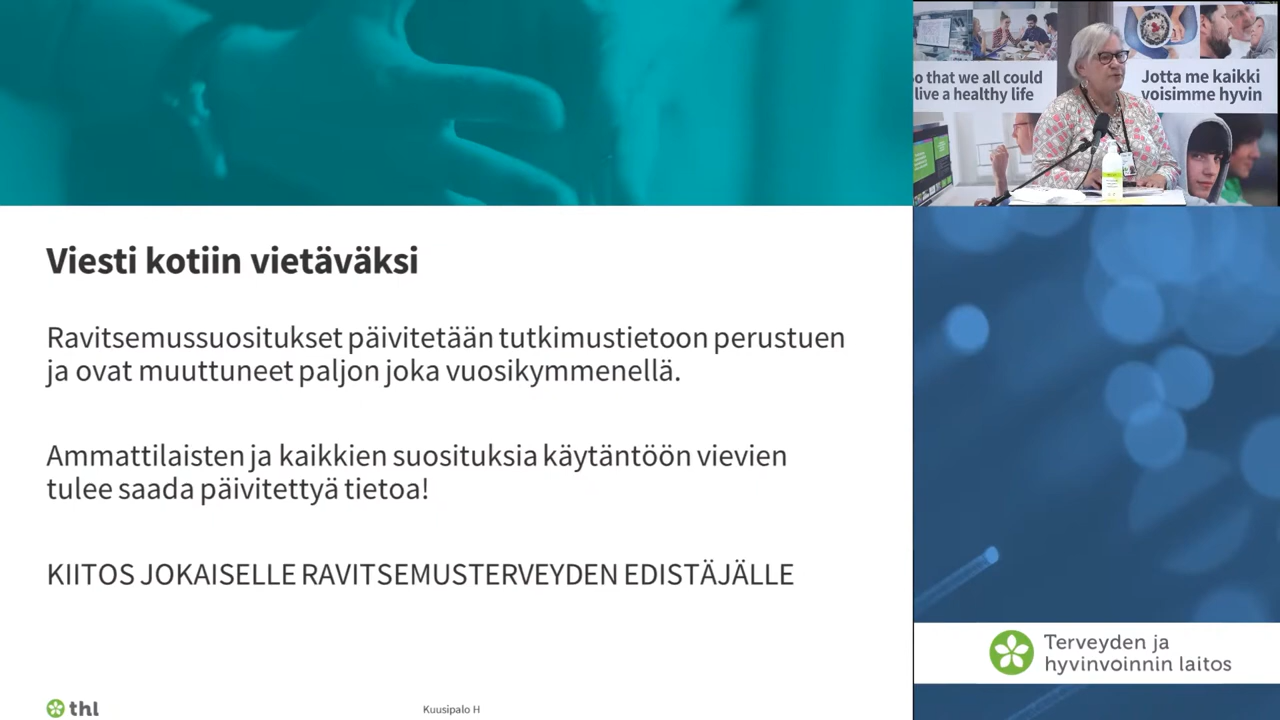 Viesti kotiin vietäväksi
Ravitsemussuositukset päivitetään tutkimustietoon perustuen
ja ovat muuttuneet paljon joka vuosikymmenellä.
Ammattilaisten ja kaikkien suosituksia käytäntöön vievien
tulee saada päivitettyä tietoa!
KIITOS JOKAISELLE RAVITSEMUSTERVEYDEN EDISTÄJÄLLE
thl
Kuusipalo H
o that we all could
live a healthy life
Jotta me kaikki
voisimme hyvin
Terveyden ja
hyvinvoinnin laitos